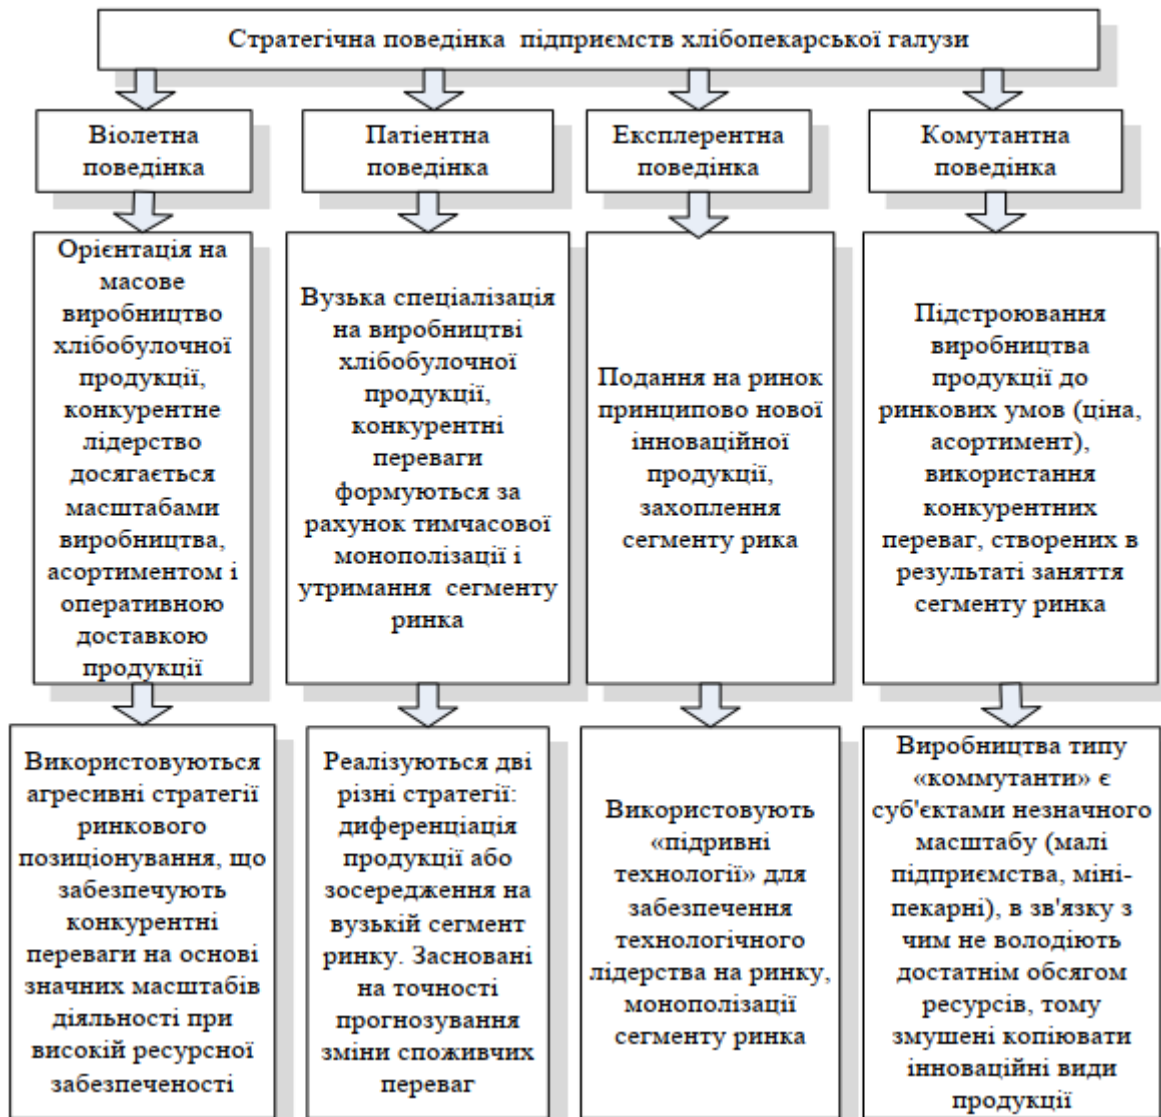 Стратегічна поведінка підприємств хлібопекарської галузи
Віолетна
поведінка
Патієнтна
поведінка
Експлерентна
поведінка
Комутантна
поведінка
Орієнтація на
масове
виробництво
хлібобулочної
продукції,
конкурентне
лідерство
досягається
масштабами
виробництва,
асортиментом і
оперативною
доставкою
продукції
Вузька спеціалізація
на виробництві
хлібобулочної
продукції,
конкурентні
переваги
формуються за
рахунок тимчасової
монополізації і
утримання сегменту
ринка
Подання на ринок
принципово нової
інноваційної
продукції,
захоплення
сегменту рика
Підстроювання
виробництва
продукції до
ринкових умов (ціна,
асортимент),
використання
конкурентних
переваг, створених в
результаті заняття
сегменту ринка
Використовуються
агресивні стратегії
ринкового
позиціонування, що
забезпечують
конкурентні
переваги на основі
значних масштабів
діяльності при
високій ресурсної
забезпеченості
Реалізуються дві
різні стратегії:
диференціація
продукції або
зосередження на
вузькій сегмент
ринку. Засновані
на точності
прогнозування
зміни споживчих
переваг
Використовують
«підривні
технології» для
забезпечення
технологічного
лідерства на ринку,
монополізації
сегменту ринка
Виробництва типу
«коммутанти» є
суб'єктами незначного
масштабу (малі
підприємства, міні-
пекарні), в зв'язку з
чим не володіють
достатнім обсягом
ресурсів, тому
змушені копіювати
інноваційні види
продукції